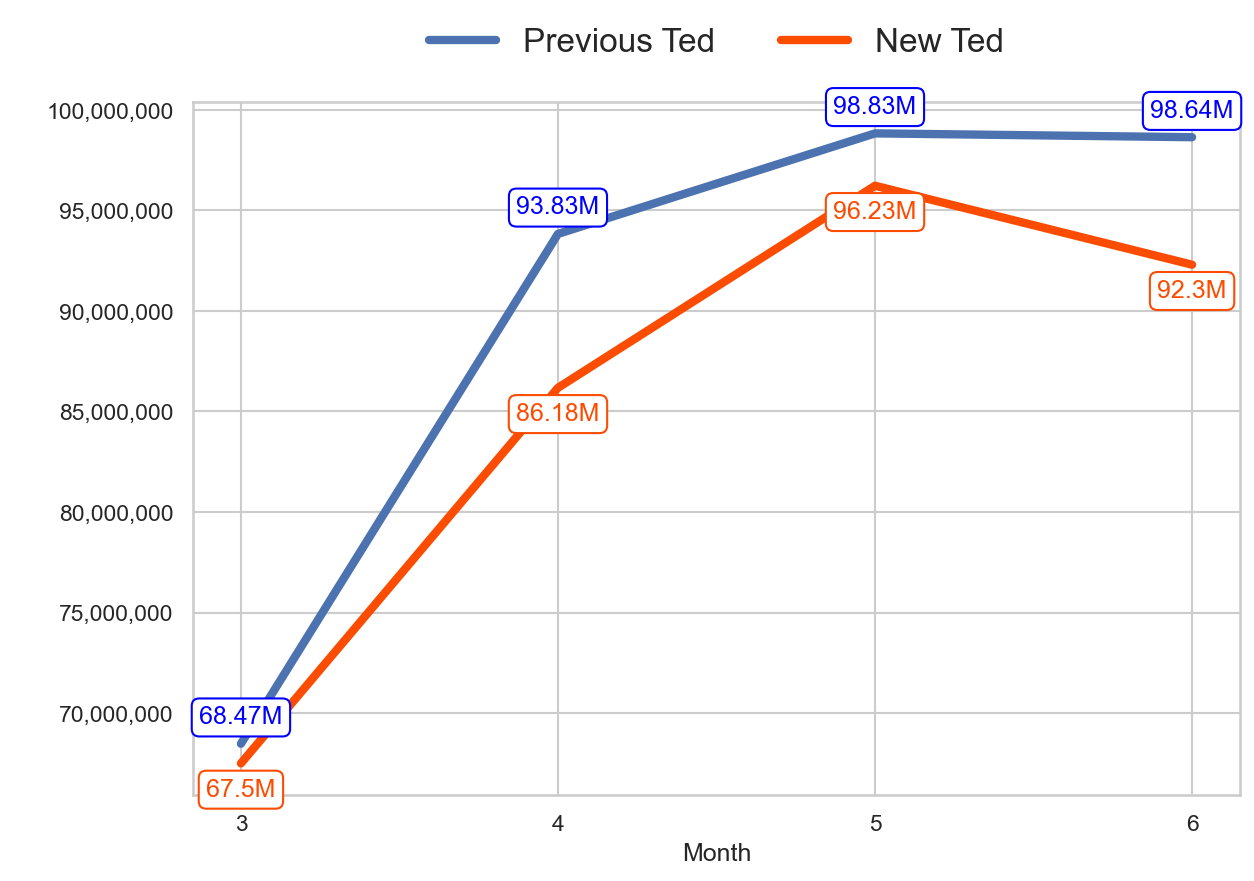 Previous Ted New Ted
100,000,000
95,000,000
90,000,000
85,000,000
80,000,000
75,000,000
70,000,000
68.47M
93.83M
98.83M
98.64M
67.5M
86.18M
96.23M
92.3M
3 4 5 6
Month